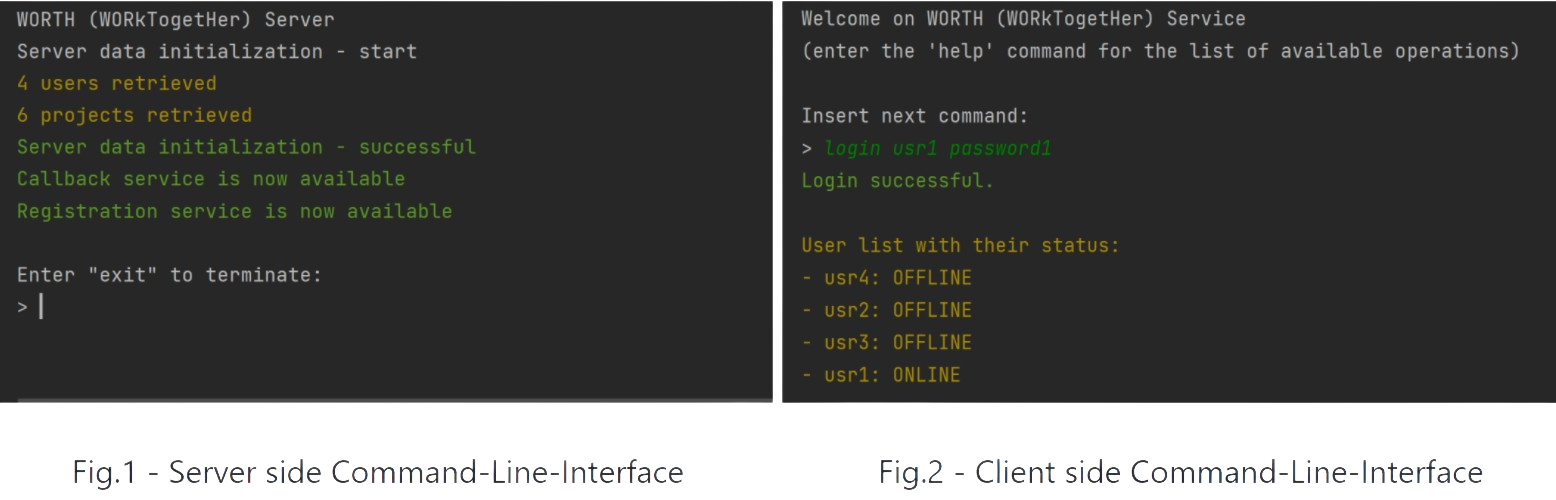 WORTH (WORkTogetHer) Server
Server data initialization - start
4 users retrieved
6 projects retrieved
Server data initialization - successful
Callback service is now available
Registration service is now available
Enter "exit" to terminate:
>
Fig.1 - Server side Command-Line-Interface
Welcome on WORTH (WORkTogetHer) Service
(enter the 'help' command for the list of available operations)
Insert next command:
> login usr1 password1
Login successful.
User list with their status:
- usr4: OFFLINE
- usr2: OFFLINE
- usr3: OFFLINE
- usr1: ONLINE
Fig.2 - Client side Command-Line-Interface